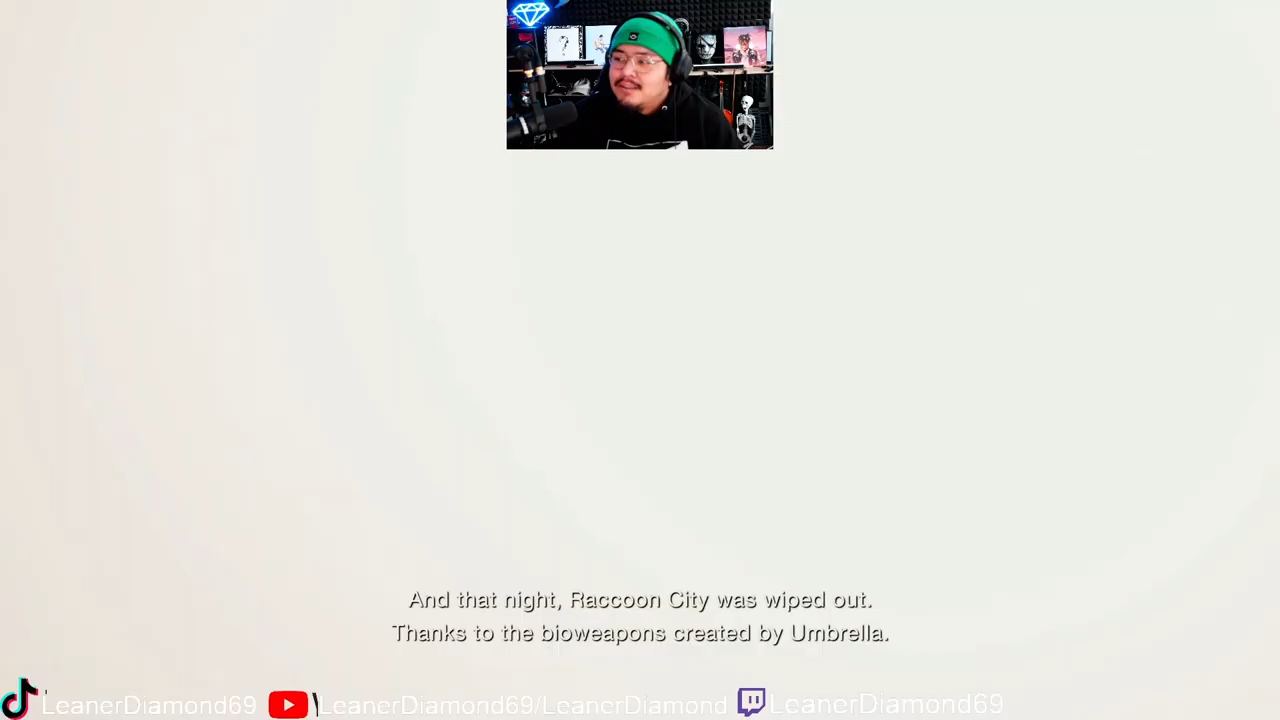 And that night, Raccoon City was wiped out.
Thanks to the bioweapons created by Umbrella.
LeanerDiamond69 \LeanerDiamond69/LeanerDiamond LeanerDiamond69